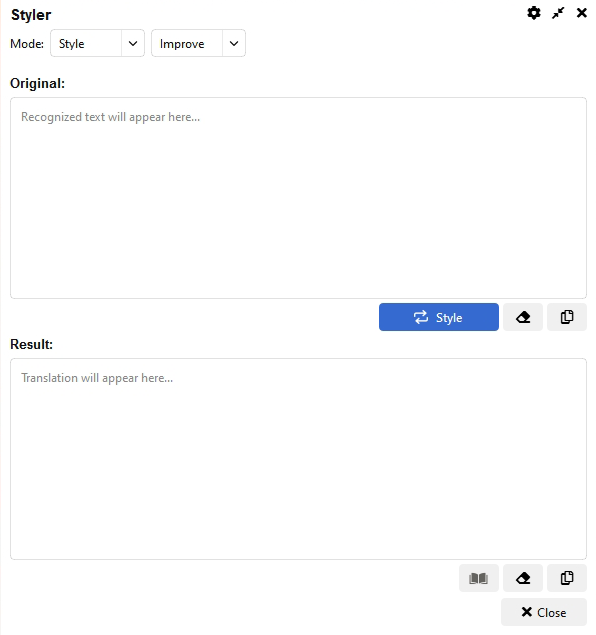 Styler
Mode: Style Improve
Original:
Recognized text will appear here...
Style
Result:
Translation will appear here...
Close